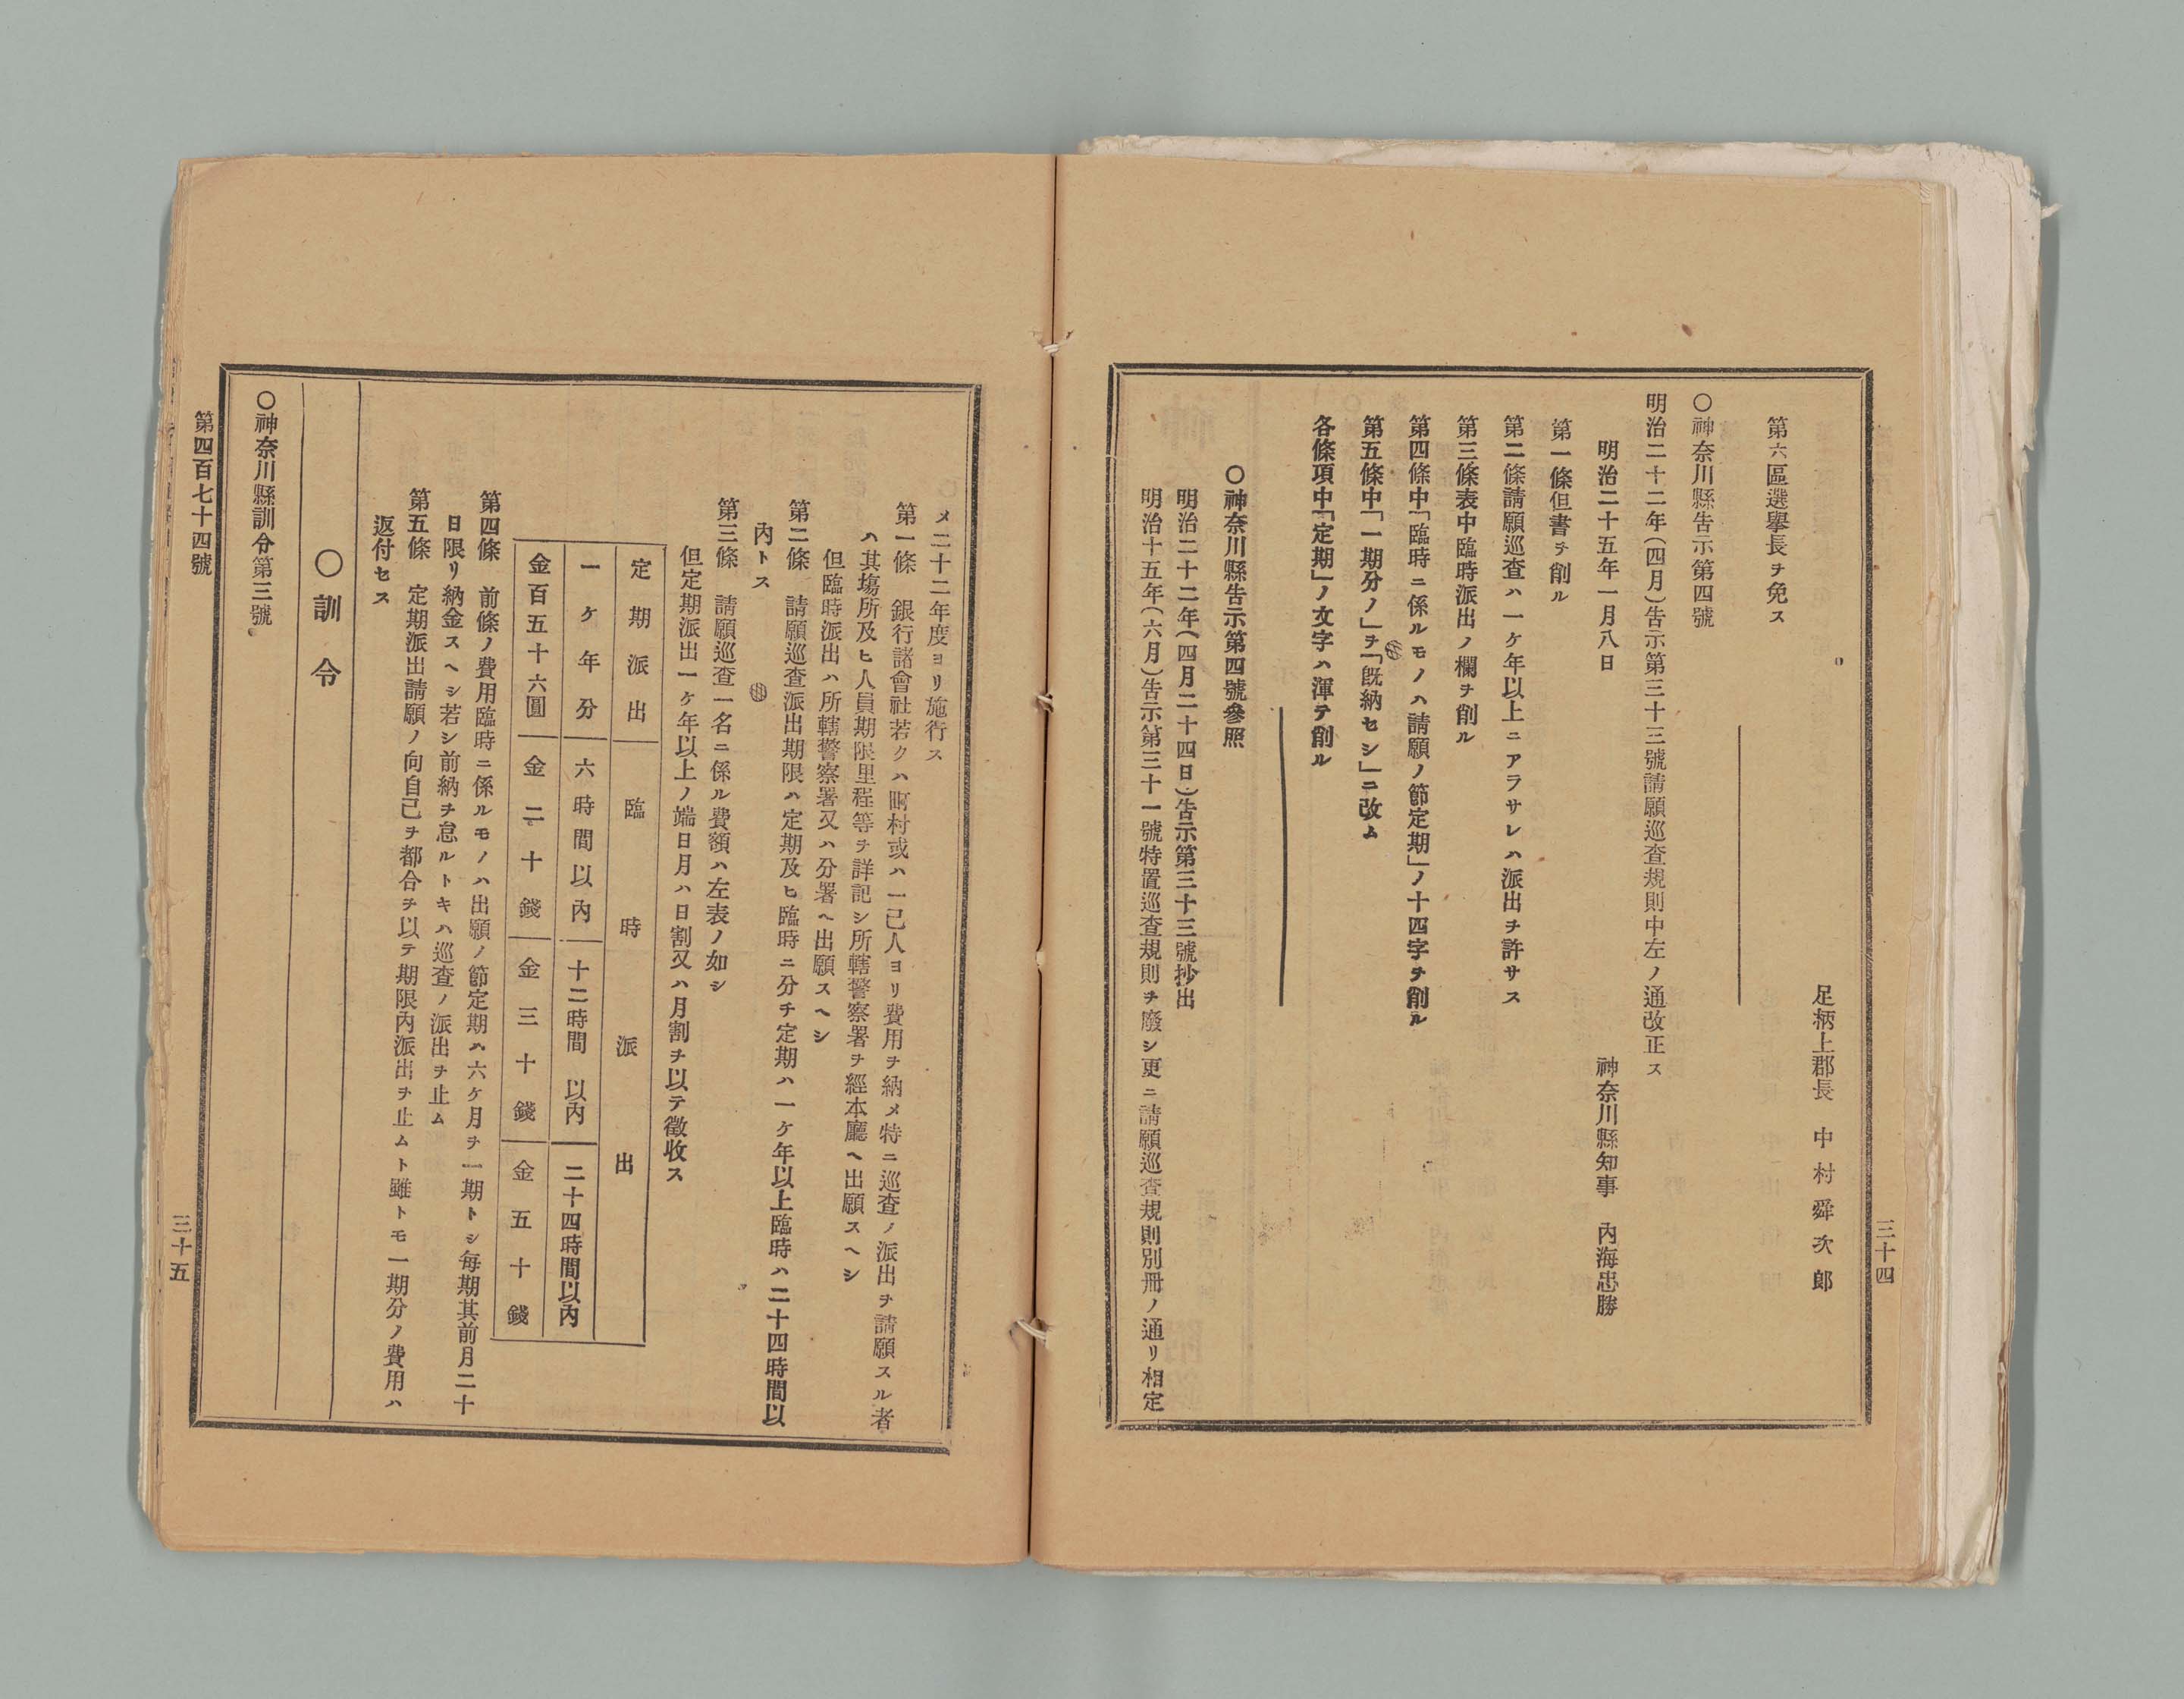 三十四
足柄上郡長　中村舜次郎
第六區選擧長ヲ免ス
〇神奈川縣告示第四號
明治二十二年(四月)告示第三十三號請願巡査規則中左ノ通改正ス
明治二十五年一月八日
神奈川縣知事　內海忠勝
第一條但書ヲ削ル
第二條請願巡査ハ一ケ年以上ニアラサレハ派出ヲ許サス
第三條表中臨時派出ノ欄ヲ削ル
第四條中「臨時ニ係ルモノハ請願ノ節定期」ノ十四字ヲ削ル
第五條中「一期分ノ」ヲ「既納セシ」ニ改ム
各條項中「定期」ノ文字ハ渾テ削ル
〇神奈川縣告示第四號參照
明治二十二年(四月二十四日)告示第三十三號抄出
明治十五年(六月)告示第三十一號特置巡査規則ヲ廢シ更ニ請願巡査規則別冊ノ通リ相定
メ二十二年度ヨリ施行ス
第一條　銀行諸會社若クハ町村或ハ一己人ヨリ費用ヲ納メ特ニ巡査ノ派出ヲ請願スル者
ハ其塲所及ヒ人員期限里程等ヲ詳記シ所轄警察署ヲ經本廳ヘ出願スヘシ
但臨時派出ハ所轄警察署又ハ分署ヘ出願スヘシ
第二條　請願巡査派出期限ハ定期及ヒ臨時ニ分チ定期ハ一ケ年以上臨時ハ二十四時間以
內トス
第三條　請願巡査一名ニ係ル費額ハ左表ノ如シ
但定期派出一ケ年以上ノ端日月ハ日割又ハ月割ヲ以テ徵收ス
定期派出　臨時派出
一ケ年分　六時間以內　十二時間以內　二十四時間以內
金百五十六圓　金二十錢　金三十錢　金五十錢
第四條　前條ノ費用臨時ニ係ルモノハ出願ノ節定期ハ六ケ月ヲ一期トシ每期其前月二十
日限リ納金スヘシ若シ前納ヲ怠ルトキハ巡査ノ派出ヲ止ム
第五條　定期派出請願ノ向自己ヲ都合ヲ以テ期限內派出ヲ止ムト雖トモ一期分ノ費用ハ
返付セス
〇訓令
〇神奈川縣訓令第三號
第四百七十四號
三十五